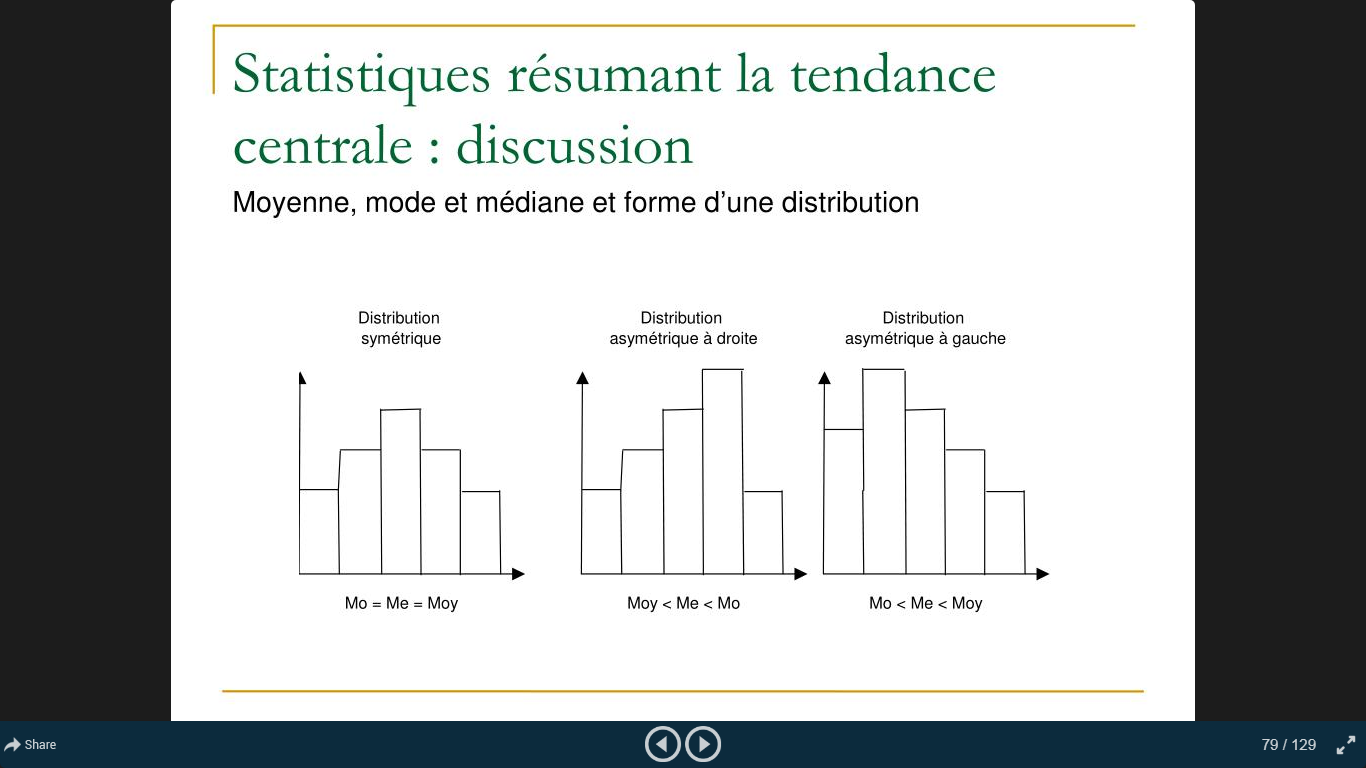 Statistiques résumant la tendance
centrale : discussion
Moyenne, mode et médiane et forme d’une distribution
Distribution
symétrique
Distribution
asymétrique à droite
Distribution
asymétrique à gauche
Mo = Me = Moy
Moy < Me < Mo
Mo < Me < Moy
Share
79 / 129